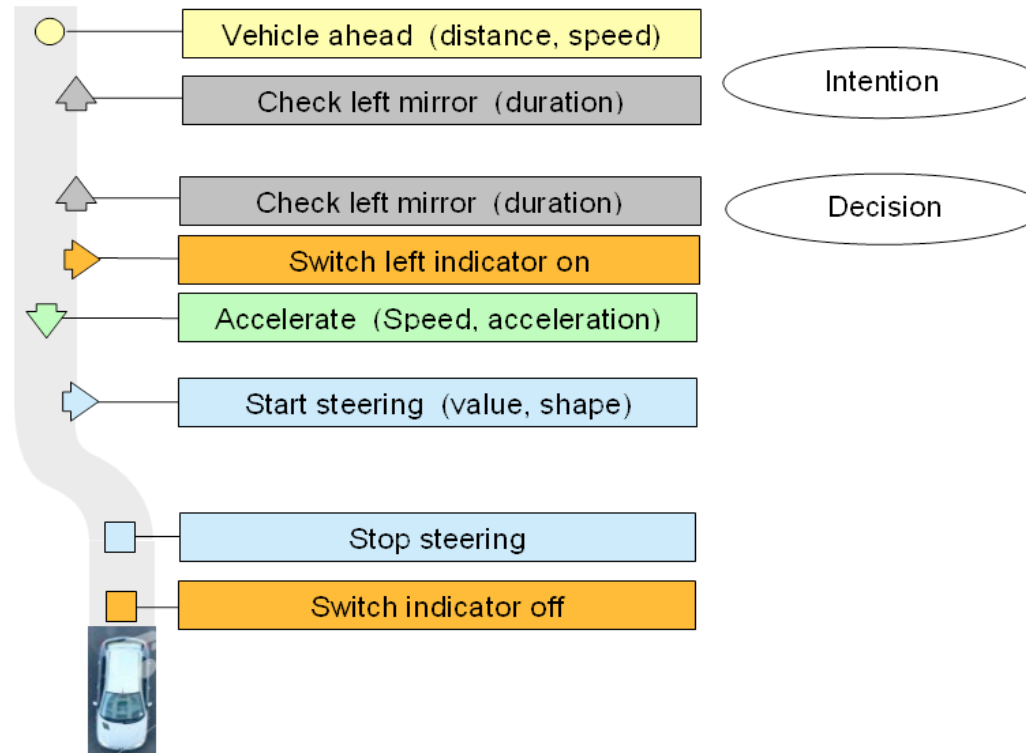 Vehicle ahead (distance, speed)
Intention
Check left mirror (duration)
Check left mirror (duration)
Decision
Switch left indicator on
Accelerate (Speed, acceleration)
Start steering (value, shape)
Stop steering
Switch indicator off